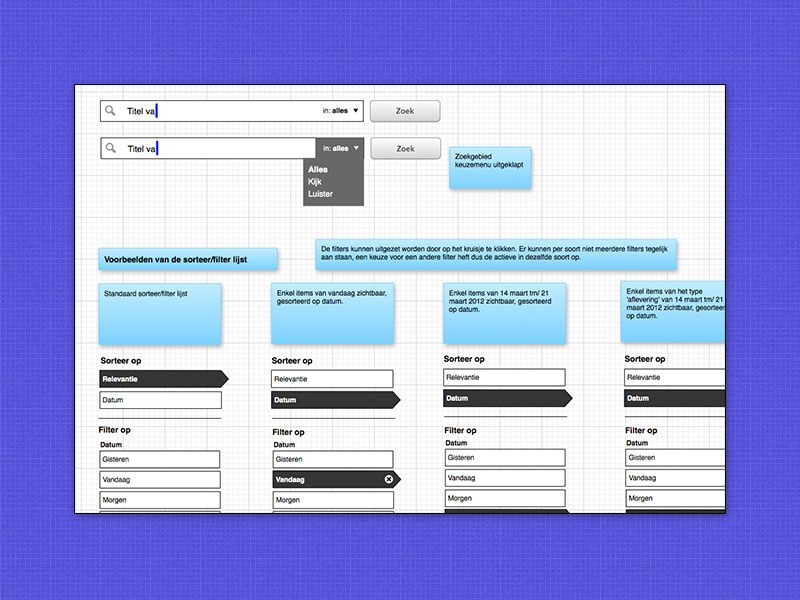 Titel va
in: alles
Zoek
Titel va
in: alles
Zoek
Alles
Kijk
Luister
Zoekgebied
keuzemenu uitgeklapt
Voorbeelden van de sorteer/filter lijst
De filters kunnen uitgezet worden door op het kruisje te klikken. Er kunnen per soort niet meerdere filters tegelijk
aan staan, een keuze voor een andere filter heft dus de actieve in dezelfde soort op.
Standaard sorteer/filter lijst
Enkel items van vandaag zichtbaar,
gesorteerd op datum.
Enkel items van 14 maart tm/ 21
maart 2012 zichtbaar, gesorteerd
op datum.
Enkel items van het type
'aflevering' van 14 maart tm/ 21
maart 2012 zichtbaar, gesorteer
op datum.
Sorteer op
Relevantie
Datum
Filter op
Datum
Gisteren
Vandaag
Morgen
Sorteer op
Relevantie
Datum
Filter op
Datum
Gisteren
Vandaag
Morgen
Sorteer op
Relevantie
Datum
Filter op
Datum
Gisteren
Vandaag
Morgen
Sorteer op
Relevantie
Datum
Filter op
Datum
Gisteren
Vandaag
Morgen